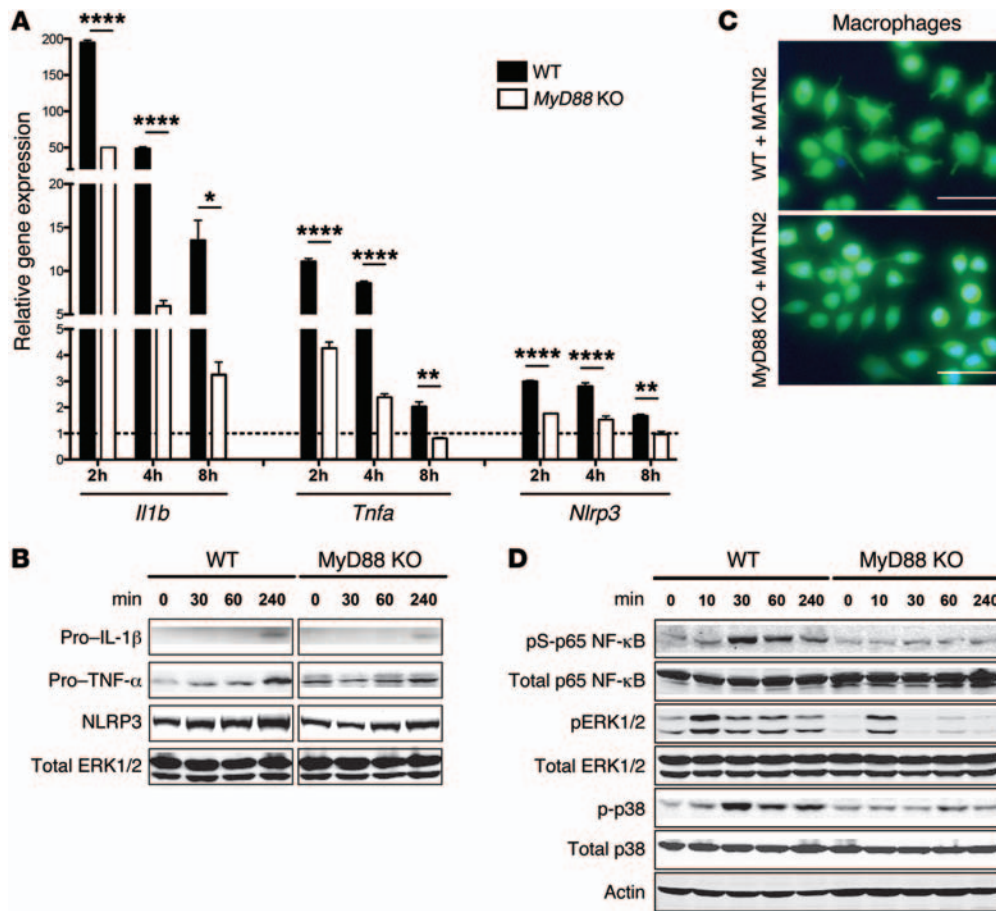 A
****
200
150
100
50
20
15
10
5
4
3
2
1
0
Relative gene expression
****
*
****
****
**
****
****
**
WT
MyD88 KO
2h 4h 8h 2h 4h 8h 2h 4h 8h
Il1b Tnfa Nlrp3
C
Macrophages
WT + MATN2
MyD88 KO + MATN2
B
WT MyD88 KO
min 0 30 60 240 0 30 60 240
Pro–IL-1β
Pro–TNF-α
NLRP3
Total ERK1/2
D
WT MyD88 KO
min 0 10 30 60 240 0 10 30 60 240
pS-p65 NF-κB
Total p65 NF-κB
pERK1/2
Total ERK1/2
p-p38
Total p38
Actin